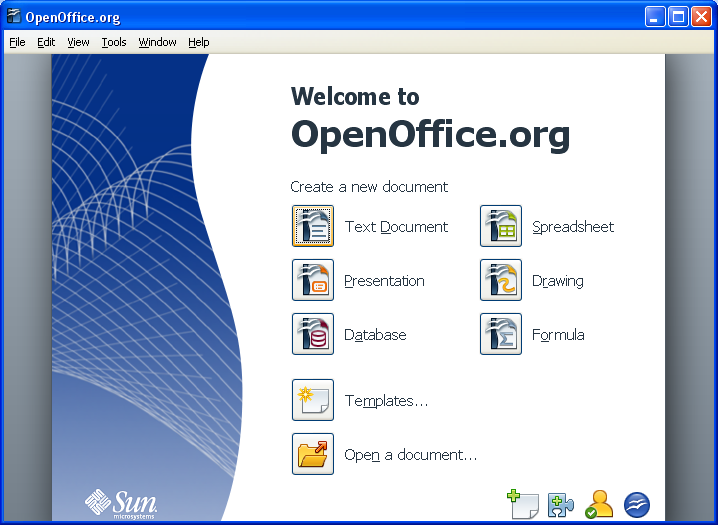 OpenOffice.org
File Edit View Tools Window Help
Welcome to
OpenOffice.org
Create a new document
Text Document Spreadsheet
Presentation Drawing
Database Formula
Templates...
Open a document...
Sun
microsystems